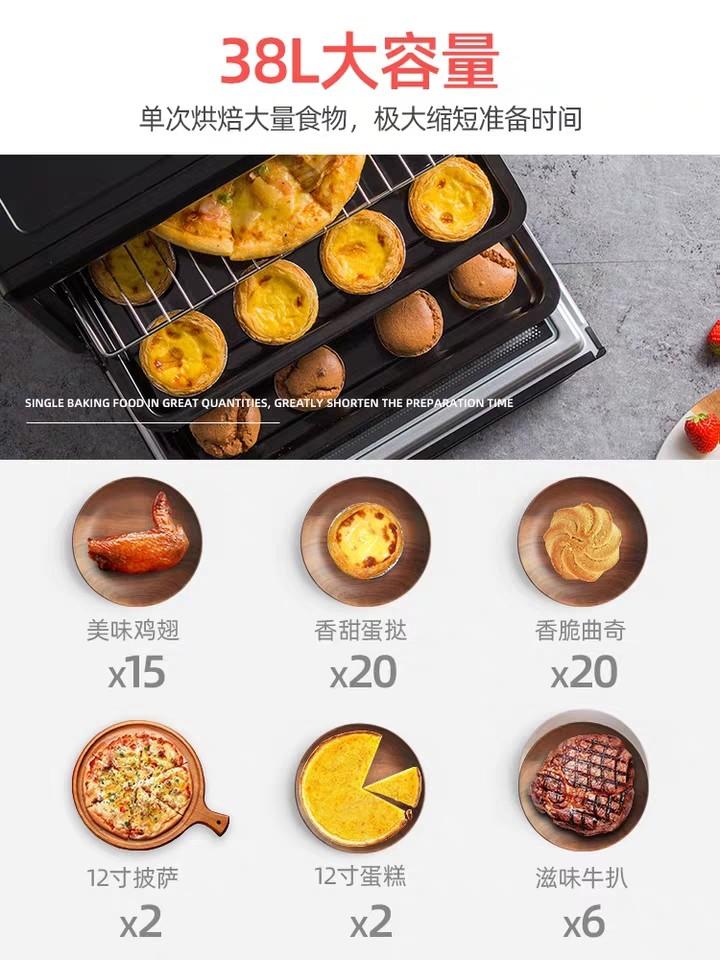 38L大容量
单次烘焙大量食物，极大缩短准备时间
SINGLE BAKING FOOD IN GREAT QUANTITIES, GREATLY SHORTEN THE PREPARATION TIME
美味鸡翅
香甜蛋挞
香脆曲奇
x15
x20
x20
12寸披萨
12寸蛋糕
滋味牛扒
x2
x2
x6